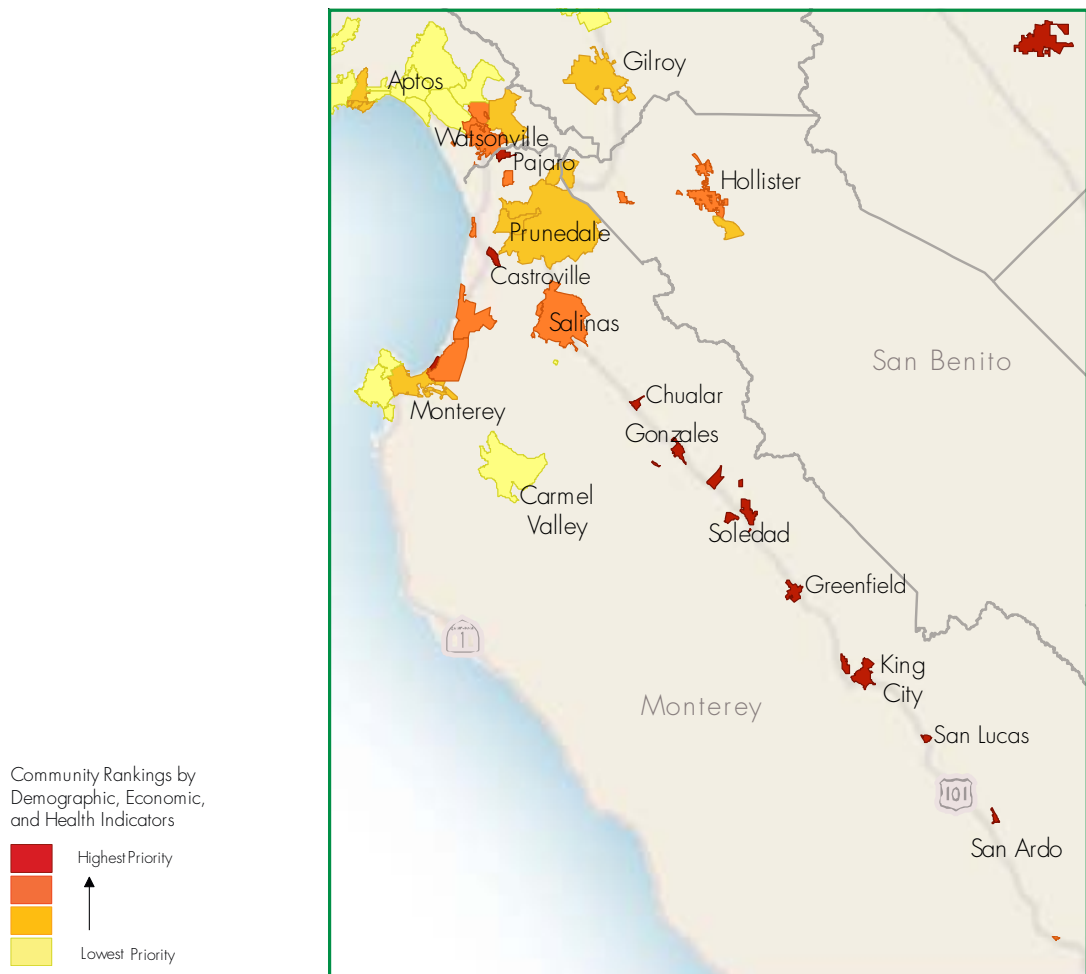 Aptos
Gilroy
Watsonville
Pajaro
Hollister
Prunedale
Castroville
Salinas
San Benito
Chualar
Monterey
Gonzales
Carmel
Valley
Soledad
Greenfield
1
King
City
Monterey
San Lucas
101
San Ardo
Community Rankings by
Demographic, Economic,
and Health Indicators
Highest Priority
Lowest Priority